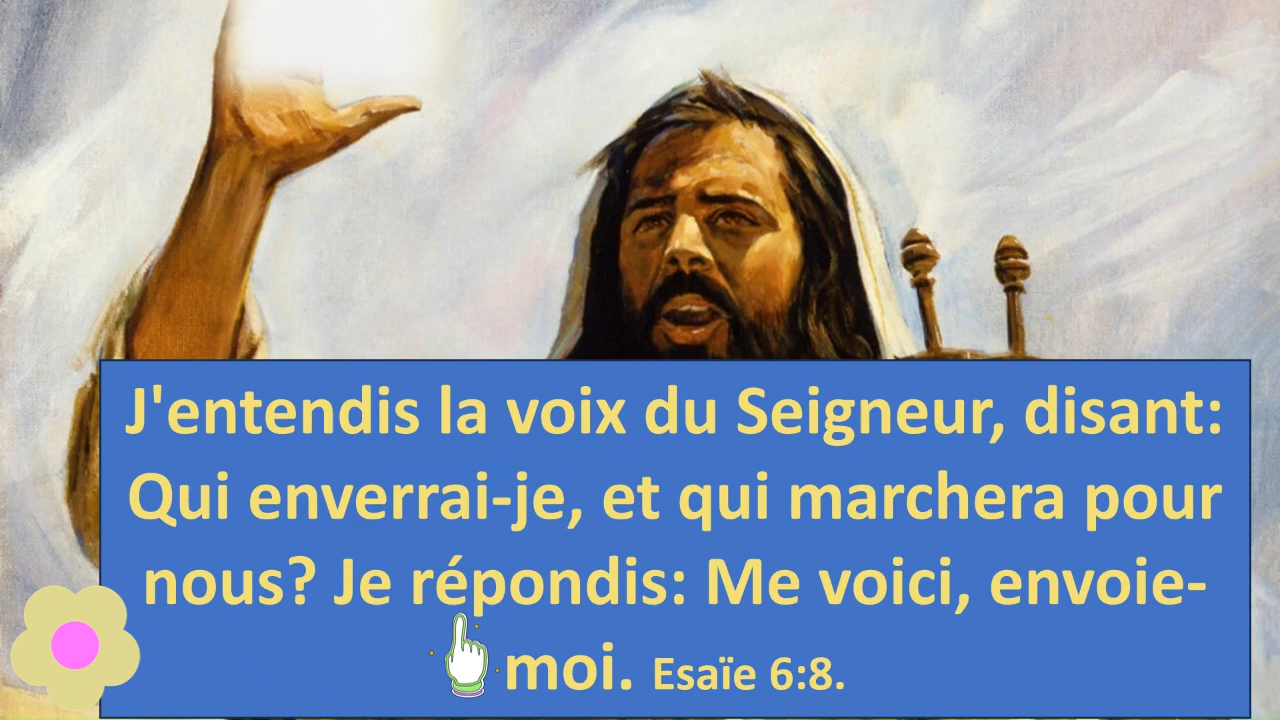 J'entendis la voix du Seigneur, disant:
Qui enverrai-je, et qui marchera pour
nous? Je répondis: Me voici, envoie-
moi. Esaïe 6:8.